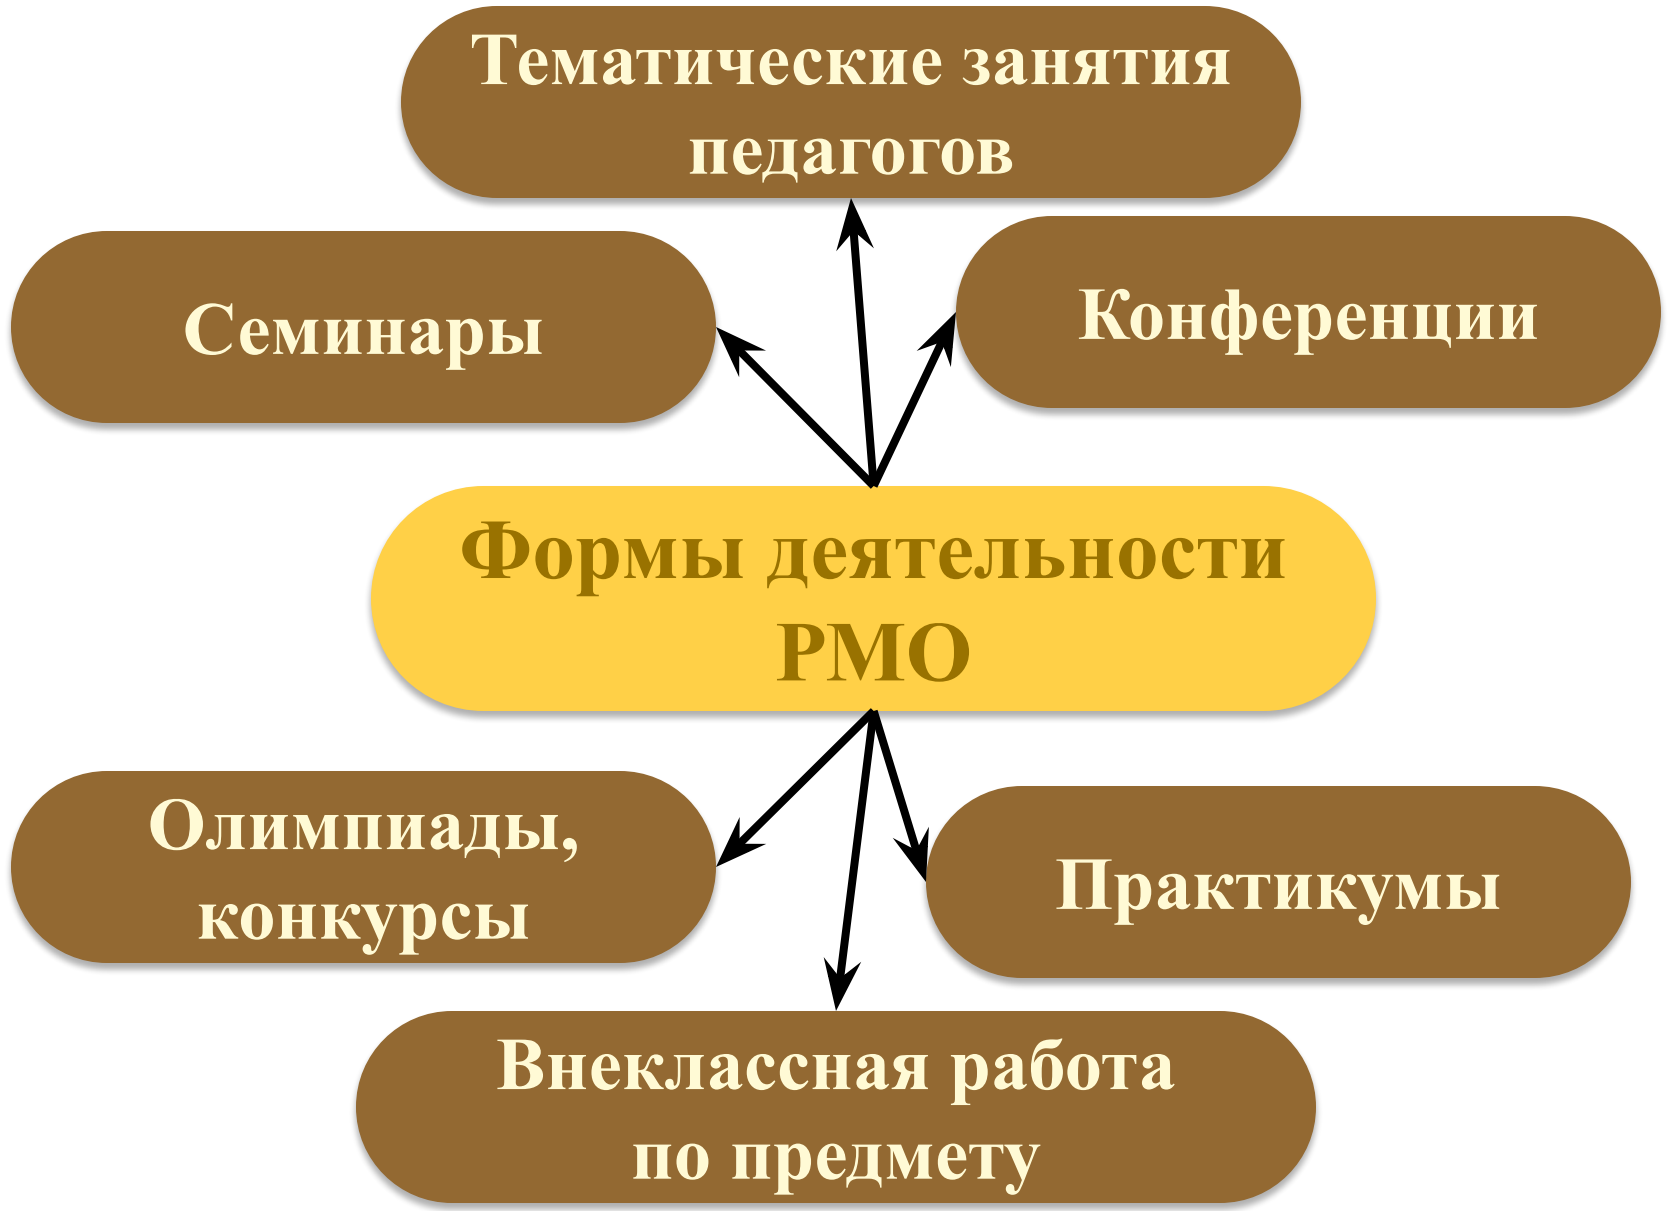 Тематические занятия
педагогов
Семинары
Конференции
Формы деятельности
РМО
Олимпиады,
конкурсы
Практикумы
Внеклассная работа
по предмету